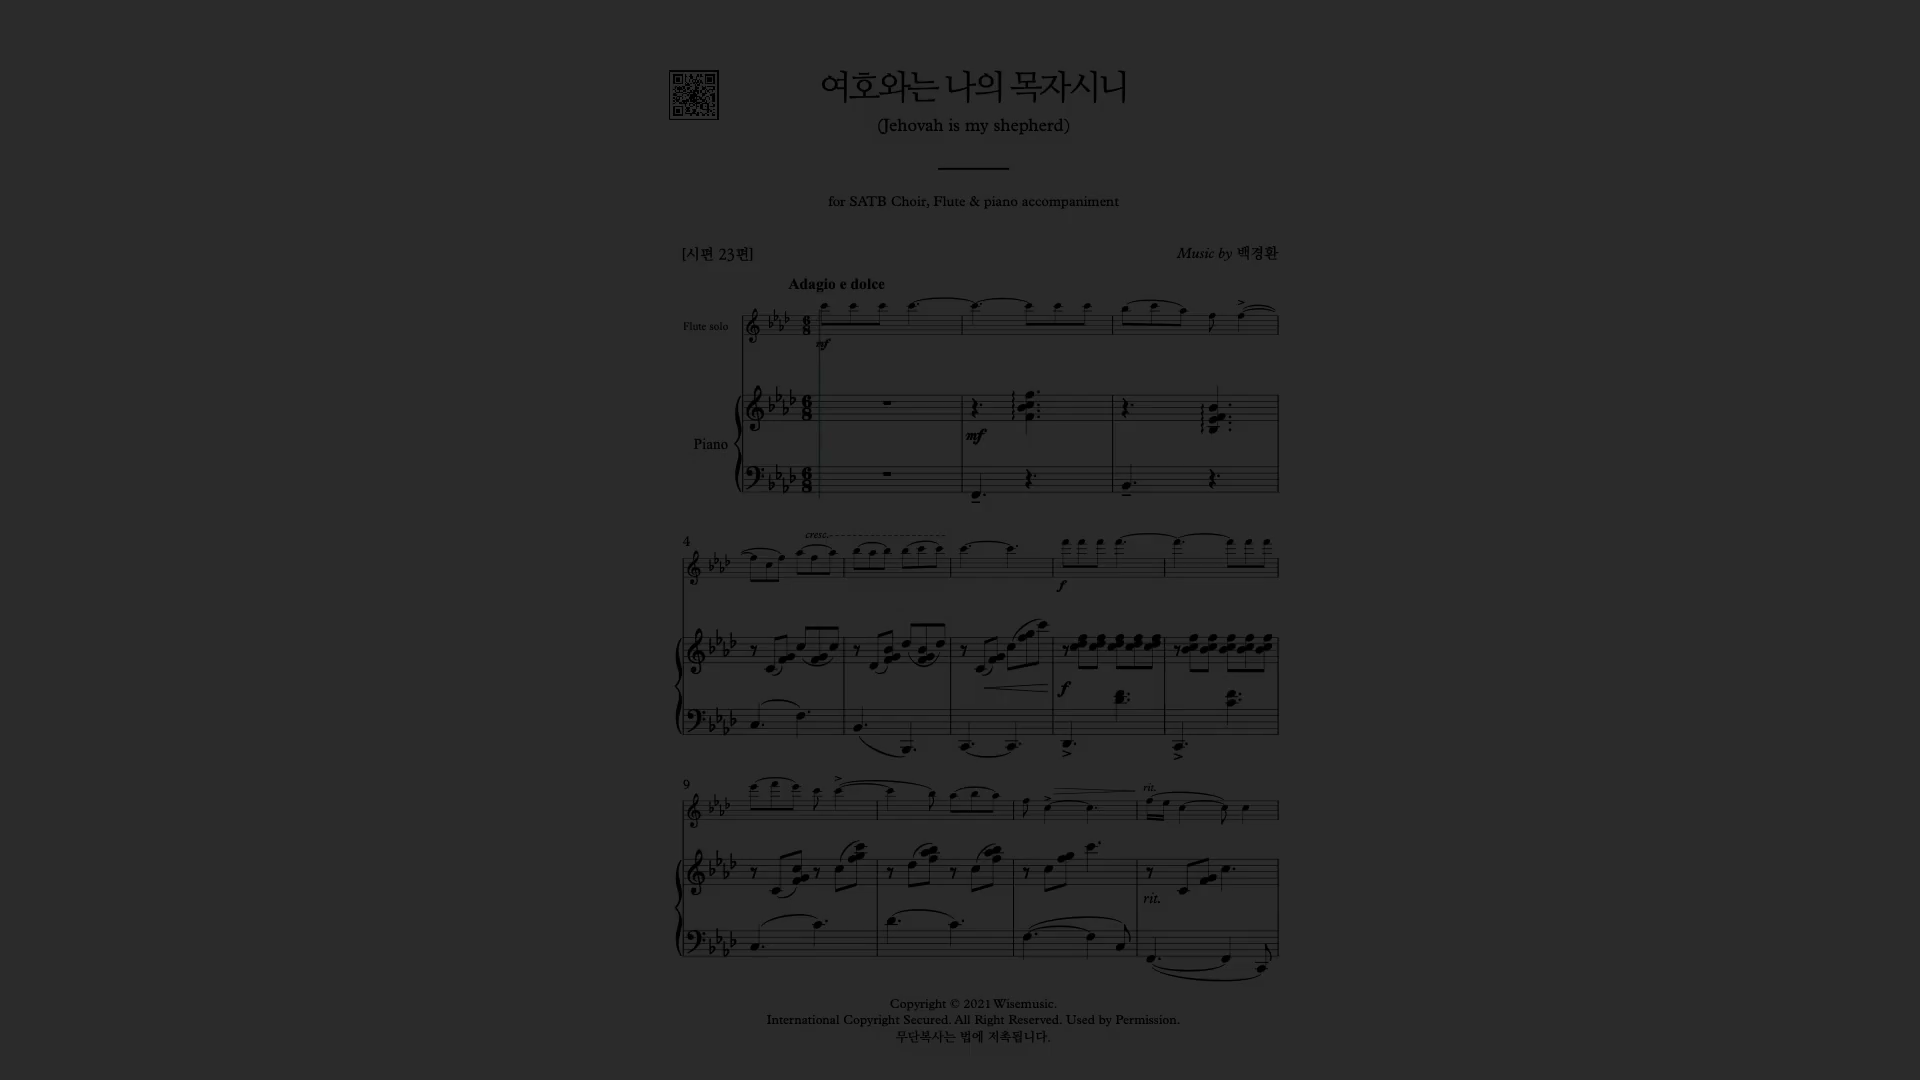 여호와는 나의 목자시니
(Jehovah is my shepherd)
for SATB Choir, Flute & piano accompaniment
[시편 23편]
Music by 백경환
Adagio e dolce
Flute solo
mf
mf
Piano
4
cresc.
f
f
9
rit.
rit.
Copyright © 2021 Wisemusic.
International Copyright Secured. All Right Reserved. Used by Permission.
무단복사는 법에 저촉됩니다.